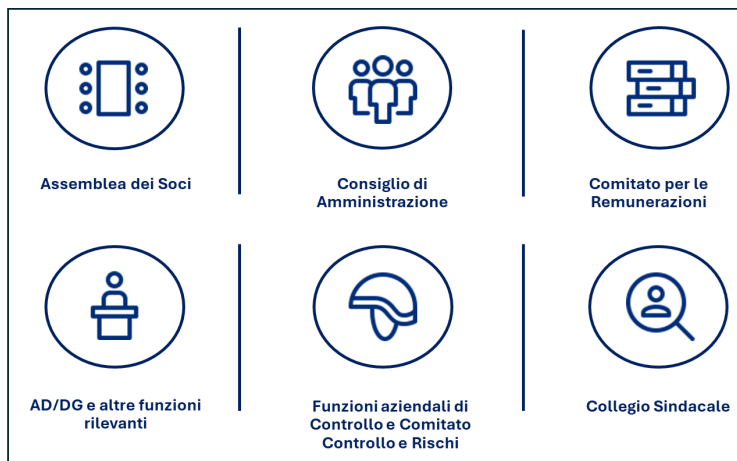 Assemblea dei Soci
Consiglio di
Amministrazione
Comitato per le
Remunerazioni
AD/DG e altre funzioni
rilevanti
Funzioni aziendali di
Controllo e Comitato
Controllo e Rischi
Collegio Sindacale